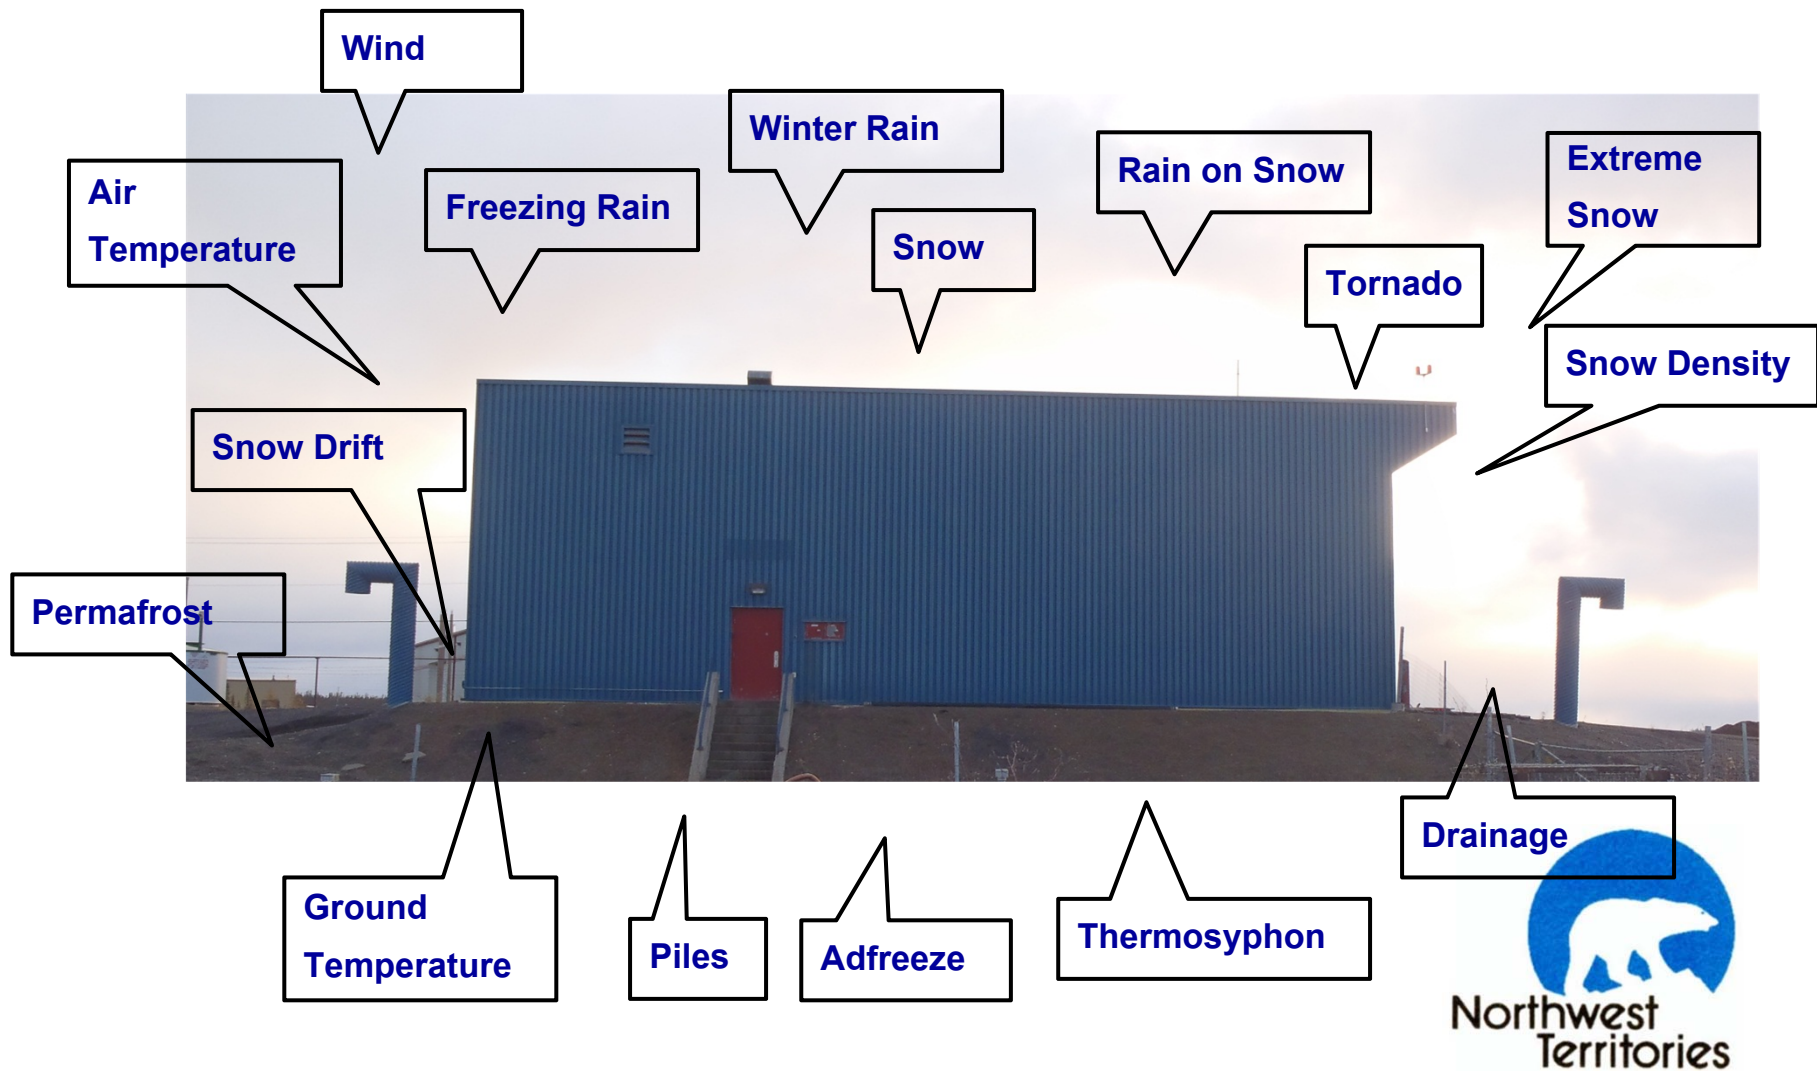 Wind
Winter Rain
Air
Temperature
Freezing Rain
Rain on Snow
Extreme
Snow
Snow
Tornado
Snow Density
Snow Drift
Permafrost
Drainage
Ground
Temperature
Piles
Adfreeze
Thermosyphon
Northwest
Territories